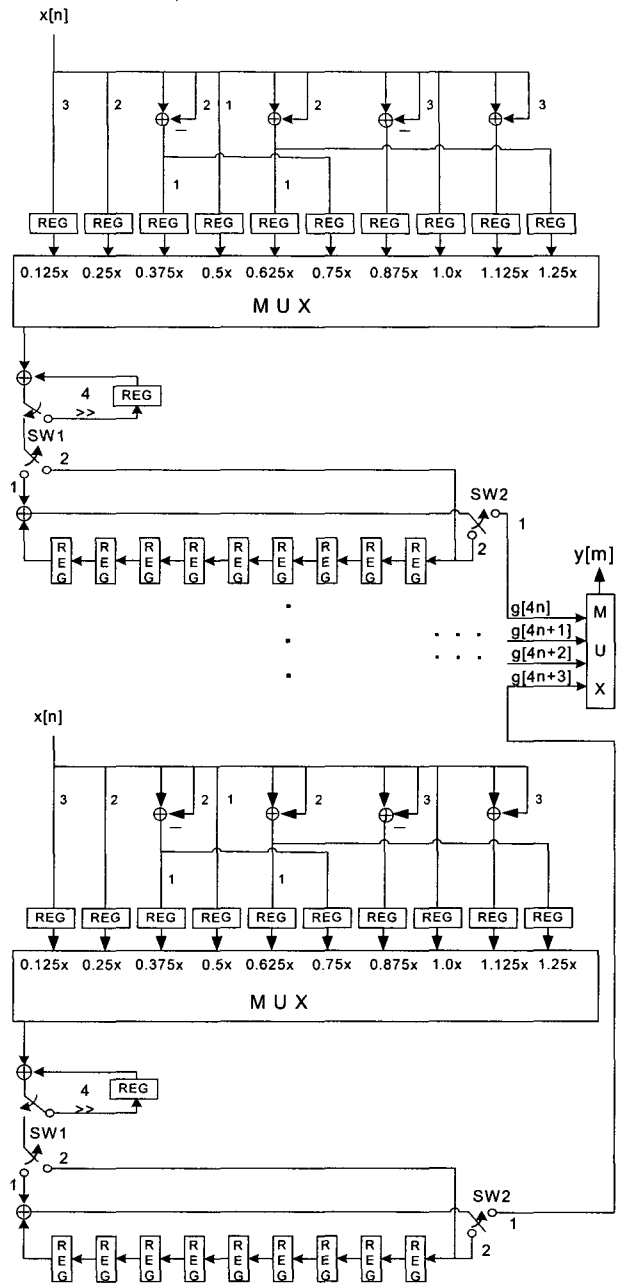 x[n]
3 2 2 1 2 3 3
1 1
REG REG REG REG REG REG REG REG REG REG
0.125x 0.25x 0.375x 0.5x 0.625x 0.75x 0.875x 1.0x 1.125x 1.25x
M U X
4
REG
>>
SW1
2
1
SW2
1
2
REG REG REG REG REG REG REG REG REG
y[m]
g[4n]
g[4n+1]
g[4n+2]
g[4n+3]
M U X
x[n]
3 2 2 1 2 3 3
1 1
REG REG REG REG REG REG REG REG REG REG
0.125x 0.25x 0.375x 0.5x 0.625x 0.75x 0.875x 1.0x 1.125x 1.25x
M U X
4
REG
>>
SW1
2
1
SW2
1
2
REG REG REG REG REG REG REG REG REG